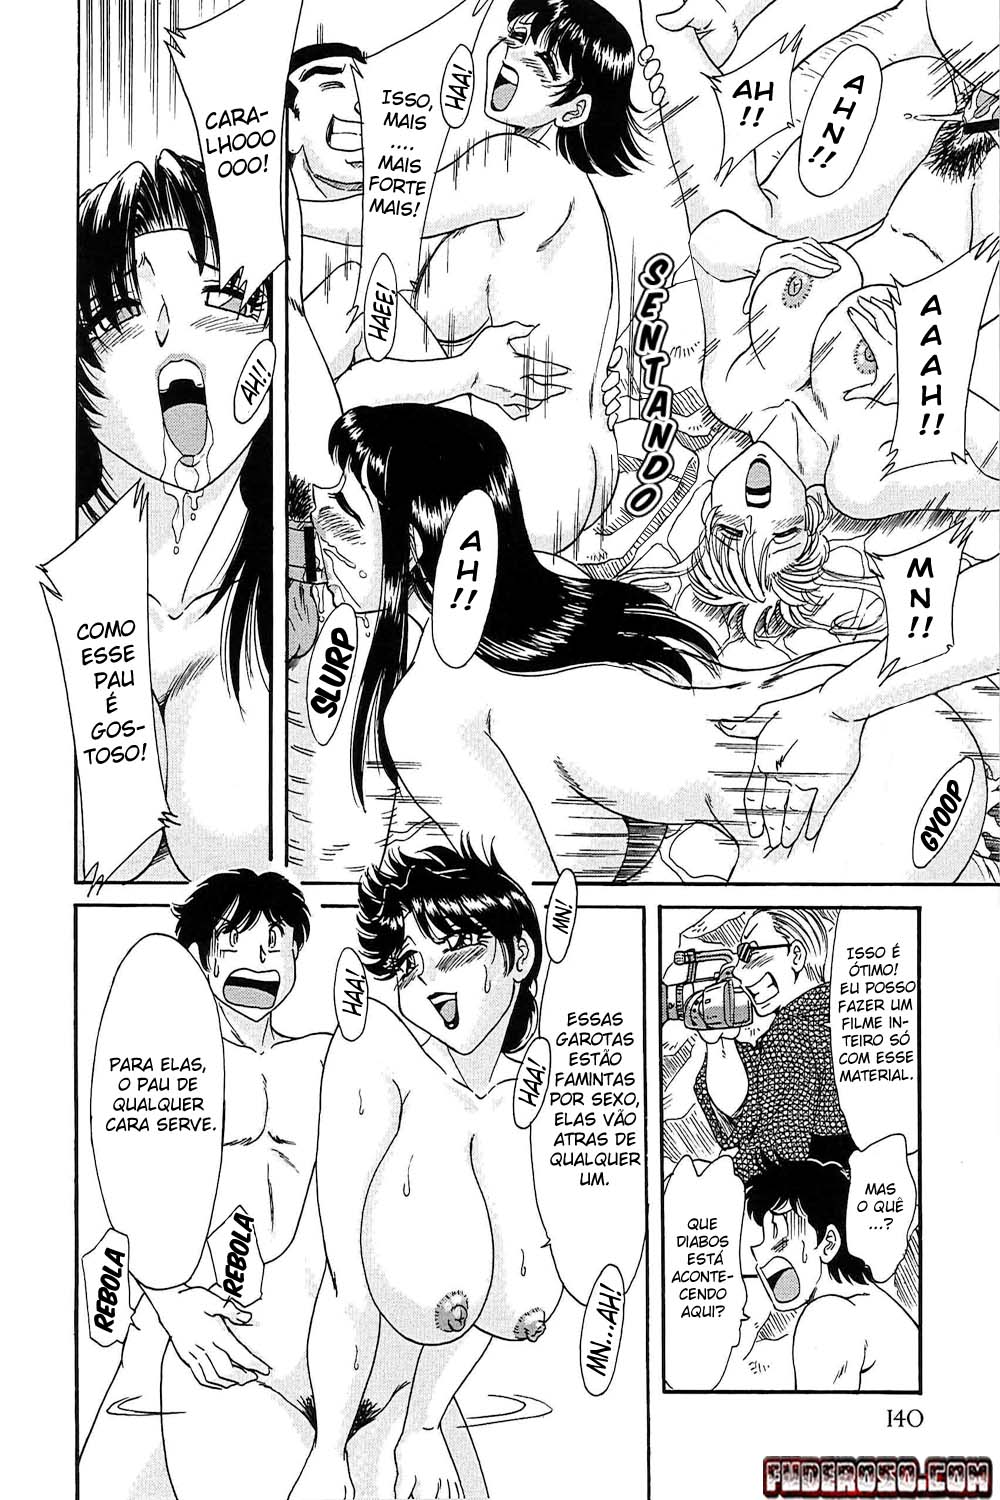 AHN!!
AH
!!
AAAH!!
MN!!
HAA!
ISSO,
MAIS
....
MAIS
FORTE
MAIS!
HAEE!
SENTANDO
AH!!
SLURP
GYOOP
CARA-
LHOOO
OOO!
AH!!
COMO
ESSE
PAU É
GOS-
TOSO!
ISSO É
ÓTIMO!
EU POSSO
FAZER UM
FILME IN-
TEIRO SÓ
COM ESSE
MATERIAL.
MAS
O QUÊ
...?
QUE
DIABOS
ESTÁ
ACONTE-
CENDO
AQUI?
MN!
HAA!
HAA!
ESSAS
GAROTAS
ESTÃO
FAMINTAS
POR SEXO,
ELAS VÃO
ATRAS DE
QUALQUER
UM.
MN...AH!
PARA ELAS,
O PAU DE
QUALQUER
CARA SERVE.
REBOLA
REBOLA
140
FUDEROSO.COM